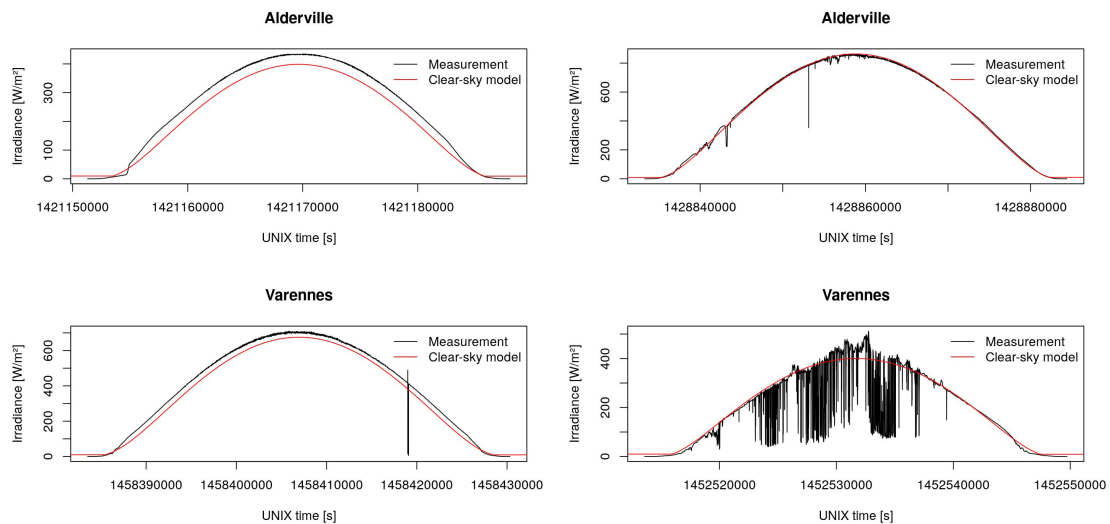 Alderville
Irradiance [W/m²]
300
100
0
Measurement
Clear-sky model
1421150000 1421160000 1421170000 1421180000
UNIX time [s]
Alderville
Irradiance [W/m²]
600
400
200
0
Measurement
Clear-sky model
1428840000 1428860000 1428880000
UNIX time [s]
Varennes
Irradiance [W/m²]
600
400
200
0
Measurement
Clear-sky model
1458390000 1458400000 1458410000 1458420000 1458430000
UNIX time [s]
Varennes
Irradiance [W/m²]
400
200
0
Measurement
Clear-sky model
1452520000 1452530000 1452540000 1452550000
UNIX time [s]